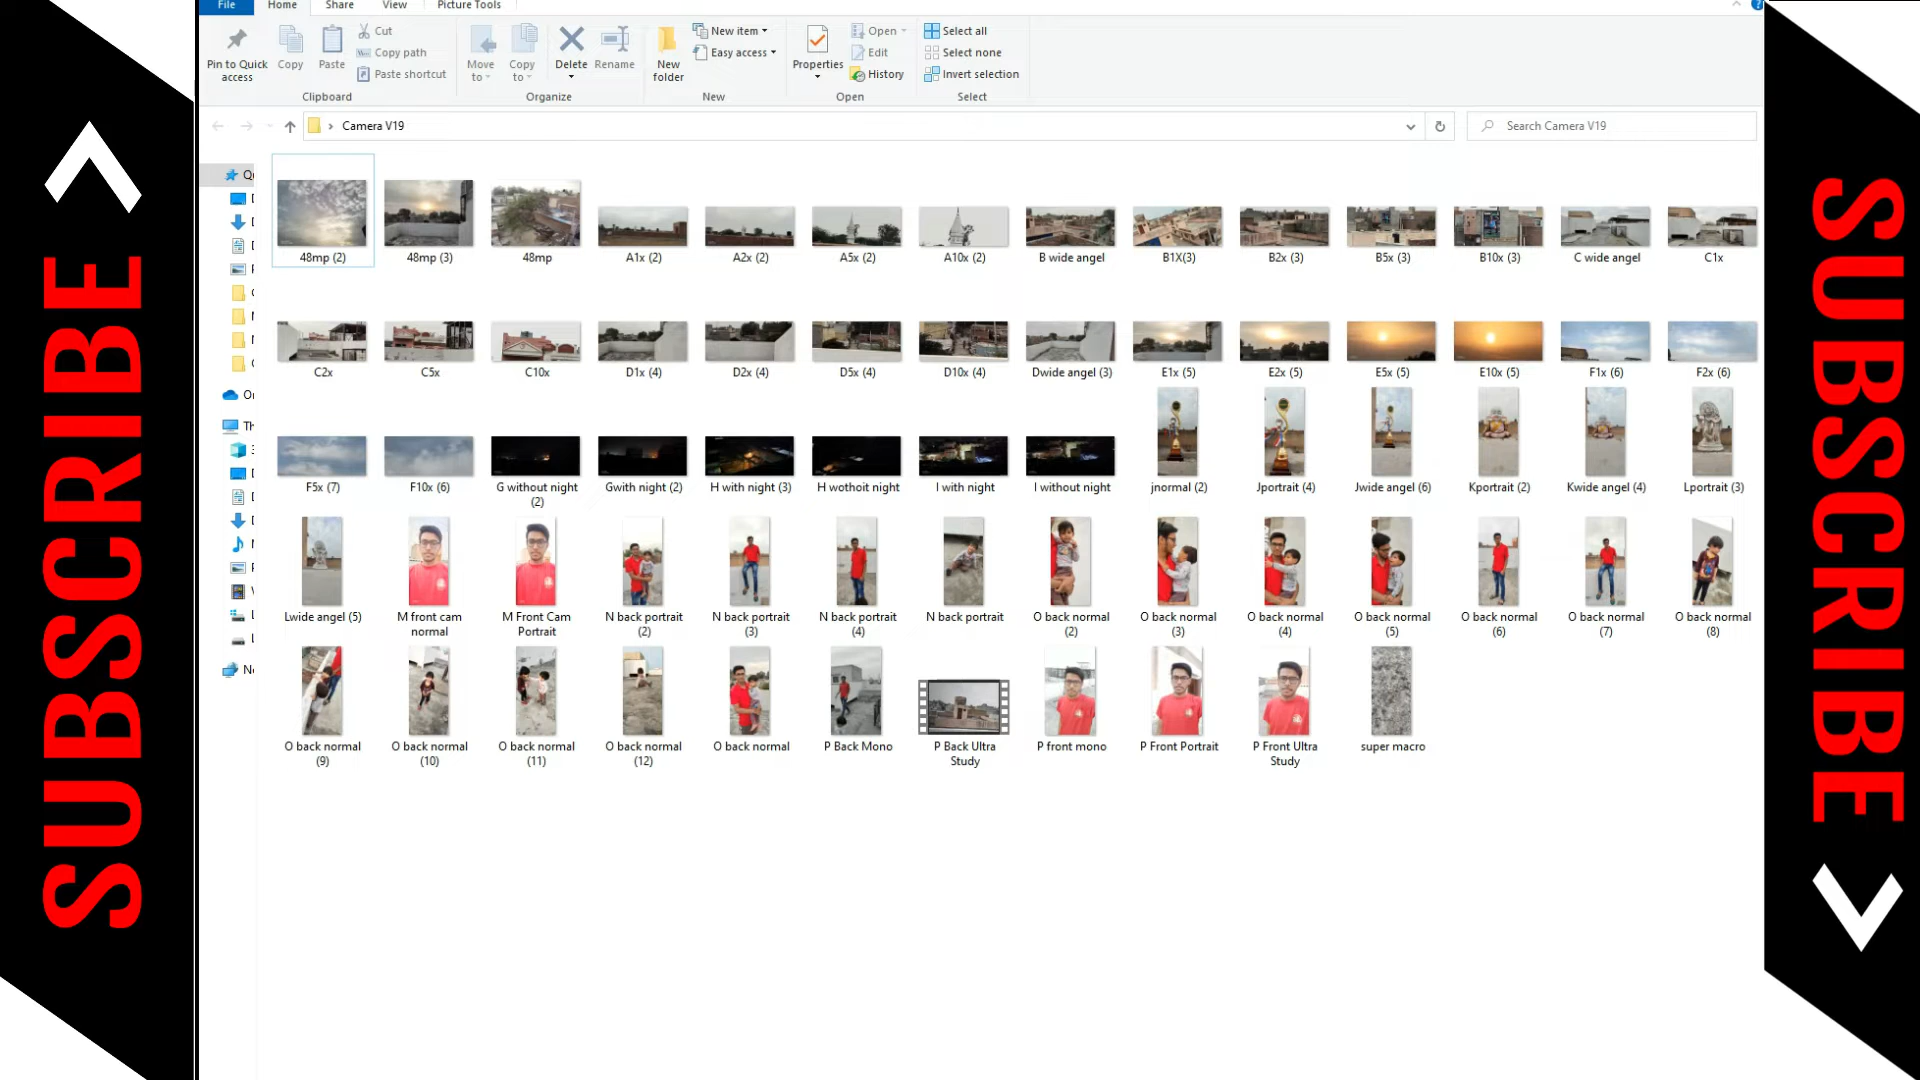 File Home Share View Picture Tools
Pin to Quick access
Copy
Paste
Cut
Copy path
Paste shortcut
Clipboard
Move to
Copy to
Delete
Rename
Organize
New folder
New item
Easy access
New
Properties
Open
Edit
History
Open
Select all
Select none
Invert selection
Select
Camera V19
Search Camera V19
48mp (2) 48mp (3) 48mp A1x (2) A2x (2) A5x (2) A10x (2) B wide angel B1X(3) B2x (3) B5x (3) B10x (3) C wide angel C1x
C2x C5x C10x D1x (4) D2x (4) D5x (4) D10x (4) Dwide angel (3) E1x (5) E2x (5) E5x (5) E10x (5) F1x (6) F2x (6)
F5x (7) F10x (6) G without night (2) Gwith night (2) H with night (3) H wothoit night I with night I without night jnormal (2) Jportrait (4) Jwide angel (6) Kportrait (2) Kwide angel (4) Lportrait (3)
Lwide angel (5) M front cam normal M Front Cam Portrait N back portrait (2) N back portrait (3) N back portrait (4) N back portrait O back normal (2) O back normal (3) O back normal (4) O back normal (5) O back normal (6) O back normal (7) O back normal (8)
O back normal (9) O back normal (10) O back normal (11) O back normal (12) O back normal P Back Mono P Back Ultra Study P front mono P Front Portrait P Front Ultra Study super macro
SUBSCRIBE
SUBSCRIBE